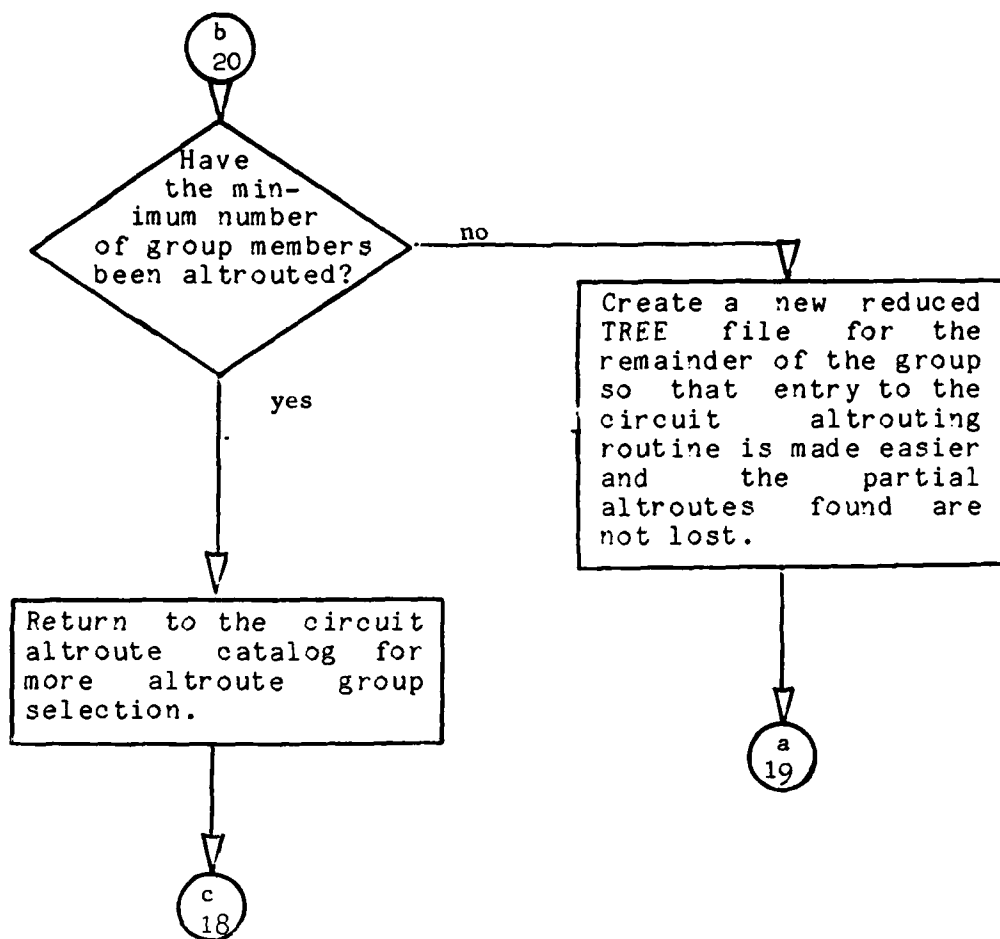 b
20
Have
the min-
imum number
of group members
been altrouted?
no
Create a new reduced
TREE file for the
remainder of the group
so that entry to the
circuit altrouting
routine is made easier
and the partial
altroutes found are
not lost.
yes
Return to the circuit
altroute catalog for
more altroute group
selection.
a
19
c
18